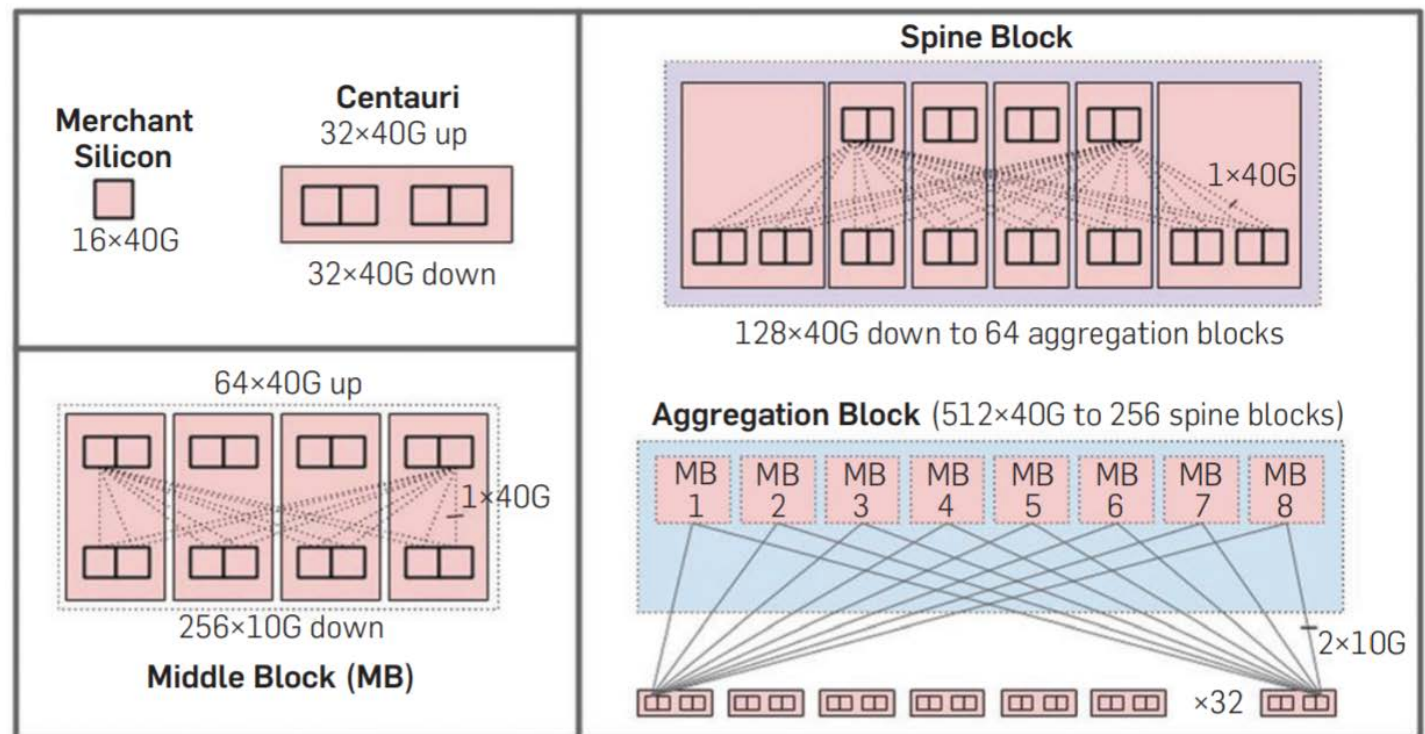 Merchant
Silicon
16×40G
Centauri
32×40G up
32×40G down
64×40G up
1×40G
256×10G down
Middle Block (MB)
Spine Block
1×40G
128×40G down to 64 aggregation blocks
Aggregation Block (512×40G to 256 spine blocks)
MB
1
MB
2
MB
3
MB
4
MB
5
MB
6
MB
7
MB
8
2×10G
×32